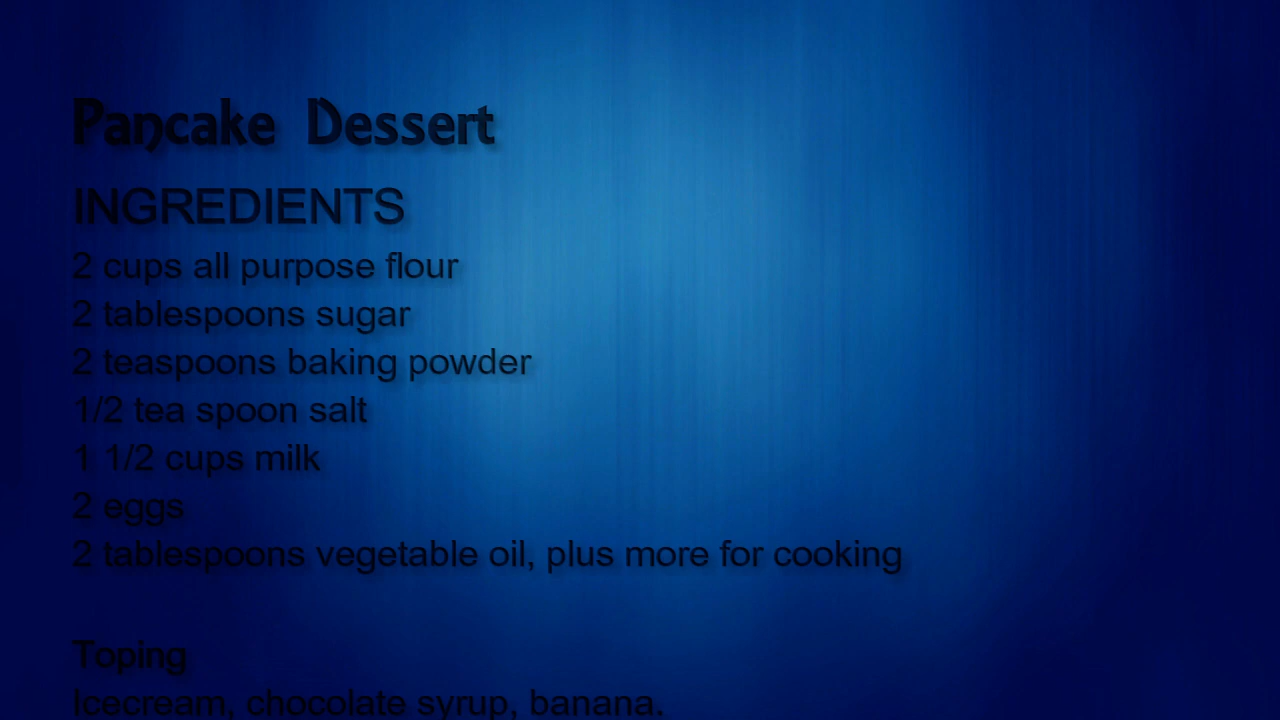 Pancake Dessert
INGREDIENTS
2 cups all purpose flour
2 tablespoons sugar
2 teaspoons baking powder
1/2 tea spoon salt
1 1/2 cups milk
2 eggs
2 tablespoons vegetable oil, plus more for cooking
Toping
Icecream, chocolate syrup, banana.